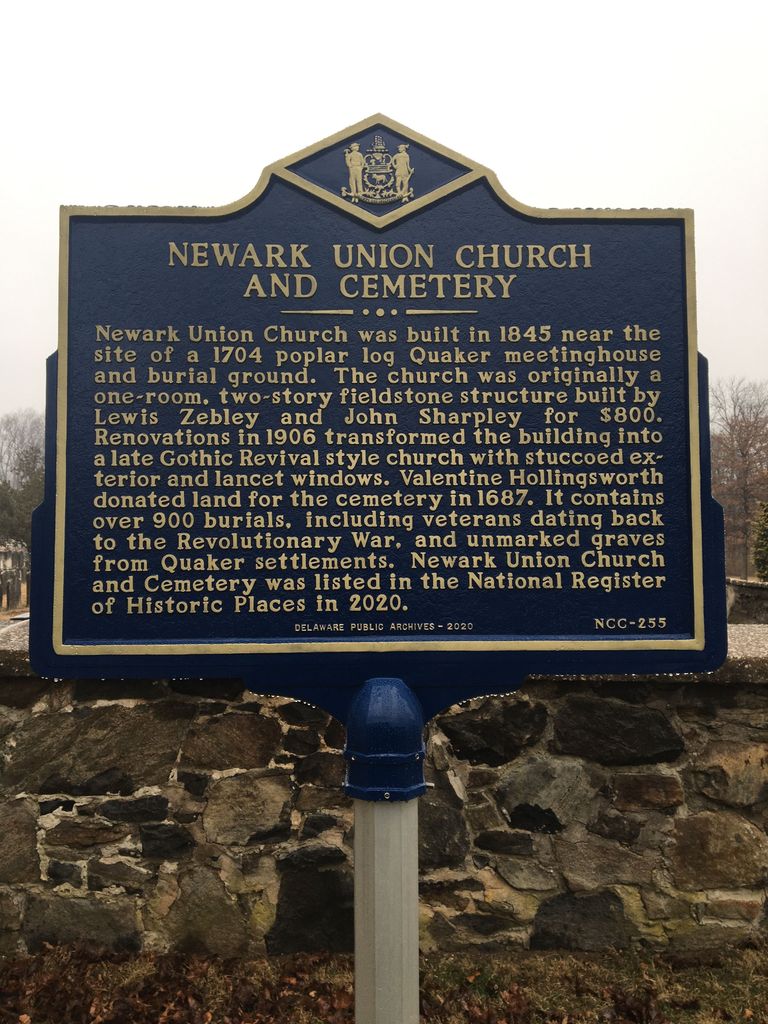 NEWARK UNION CHURCH
AND CEMETERY
Newark Union Church was built in 1845 near the
site of a 1704 poplar log Quaker meetinghouse
and burial ground. The church was originally a
one-room, two-story fieldstone structure built by
Lewis Zebley and John Sharpley for $800.
Renovations in 1906 transformed the building into
a late Gothic Revival style church with stuccoed ex-
terior and lancet windows. Valentine Hollingsworth
donated land for the cemetery in 1687. It contains
over 900 burials, including veterans dating back
to the Revolutionary War, and unmarked graves
from Quaker settlements. Newark Union Church
and Cemetery was listed in the National Register
of Historic Places in 2020.
DELAWARE PUBLIC ARCHIVES - 2020
NCC-255